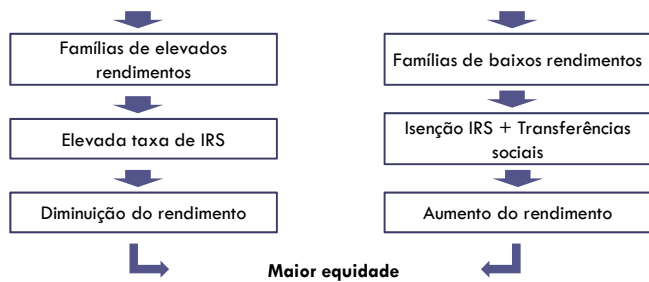 Famílias de elevados
rendimentos
Elevada taxa de IRS
Diminuição do rendimento
Famílias de baixos rendimentos
Isenção IRS + Transferências
sociais
Aumento do rendimento
Maior equidade